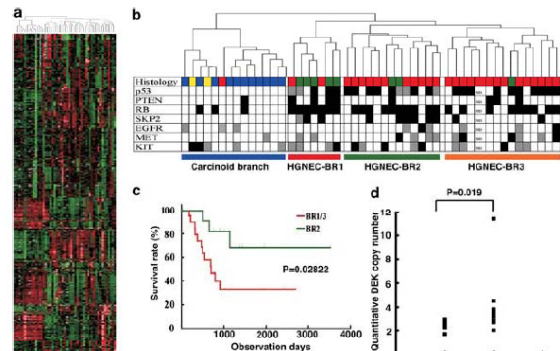 a
b
Histology
p53
PTEN
RB
SKP2
EGFR
MET
KIT
Carcinoid branch
HGNEC-BR1
HGNEC-BR2
HGNEC-BR3
c
Survival rate (%)
100
80
60
40
20
0
BR1/3
BR2
P=0.02822
1000
2000
3000
4000
Observation days
d
P=0.019
Quantitative DEK copy number
12
10
8
6
4
2